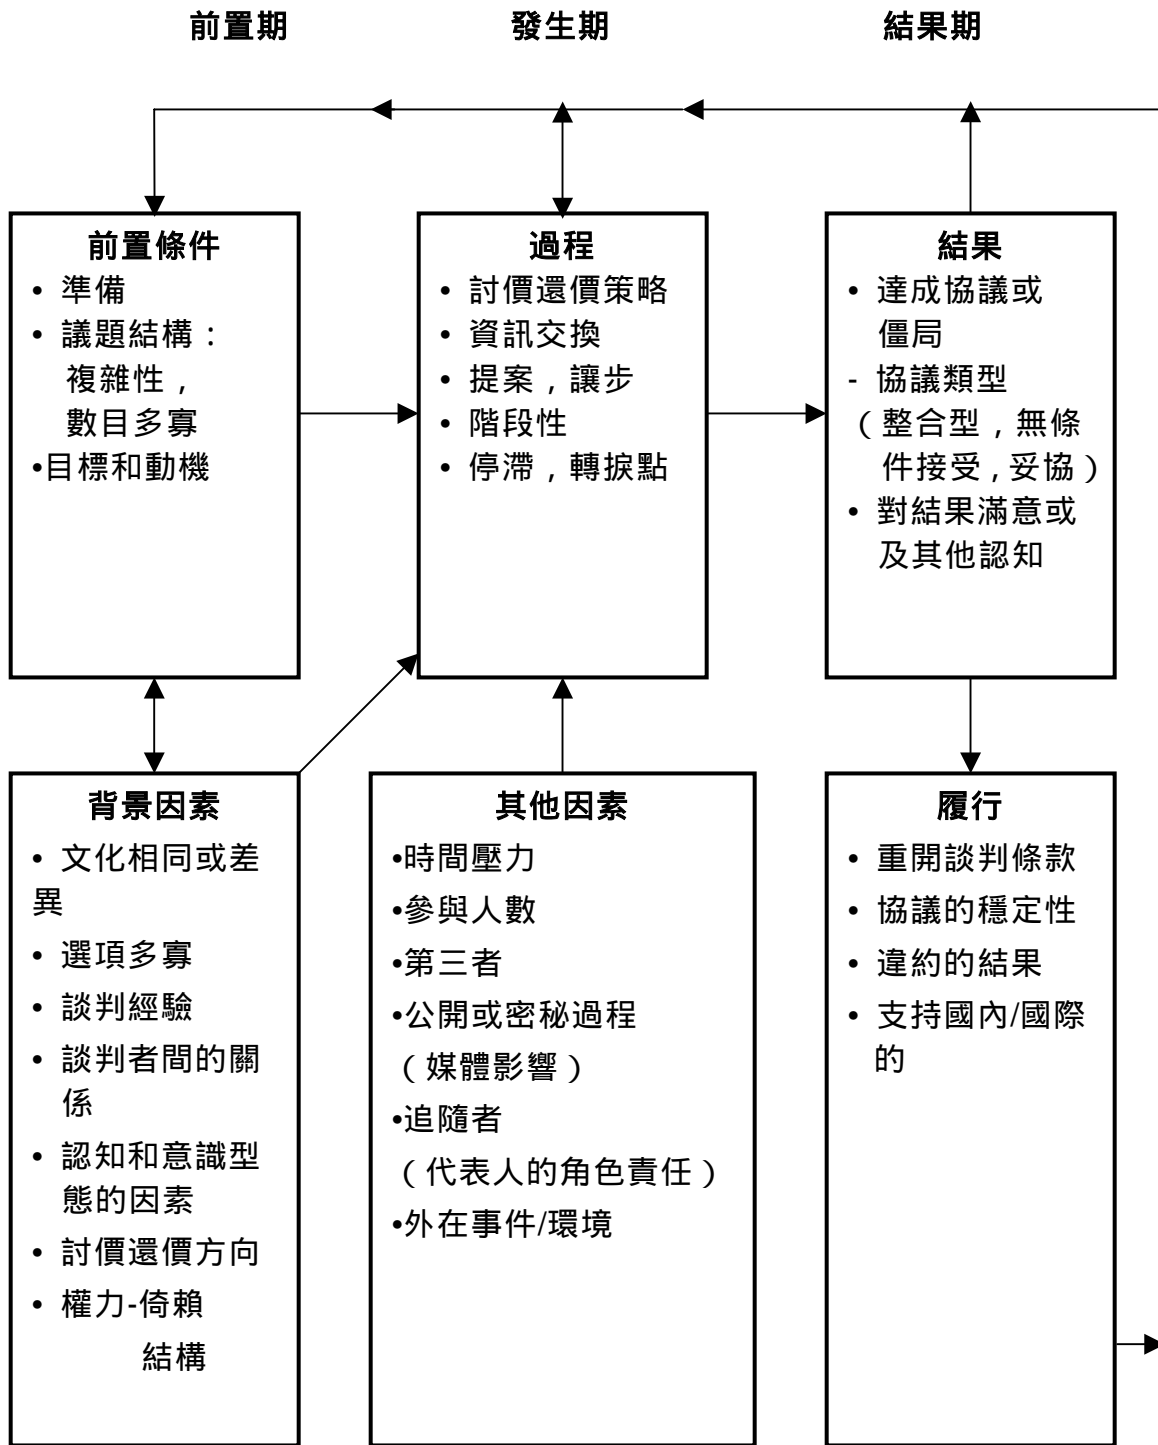 前置期 發生期 結果期
前置條件
• 準備
• 議題結構：
複雜性，
數目多寡
•目標和動機
過程
• 討價還價策略
• 資訊交換
• 提案，讓步
• 階段性
• 停滯，轉捩點
結果
• 達成協議或
僵局
- 協議類型
（整合型，無條
件接受，妥協）
• 對結果滿意或
及其他認知
背景因素
• 文化相同或差
異
• 選項多寡
• 談判經驗
• 談判者間的關
係
• 認知和意識型
態的因素
• 討價還價方向
• 權力-倚賴
結構
其他因素
•時間壓力
•參與人數
•第三者
•公開或密秘過程
（媒體影響）
•追隨者
（代表人的角色責任）
•外在事件/環境
履行
• 重開談判條款
• 協議的穩定性
• 違約的結果
• 支持國內/國際
的